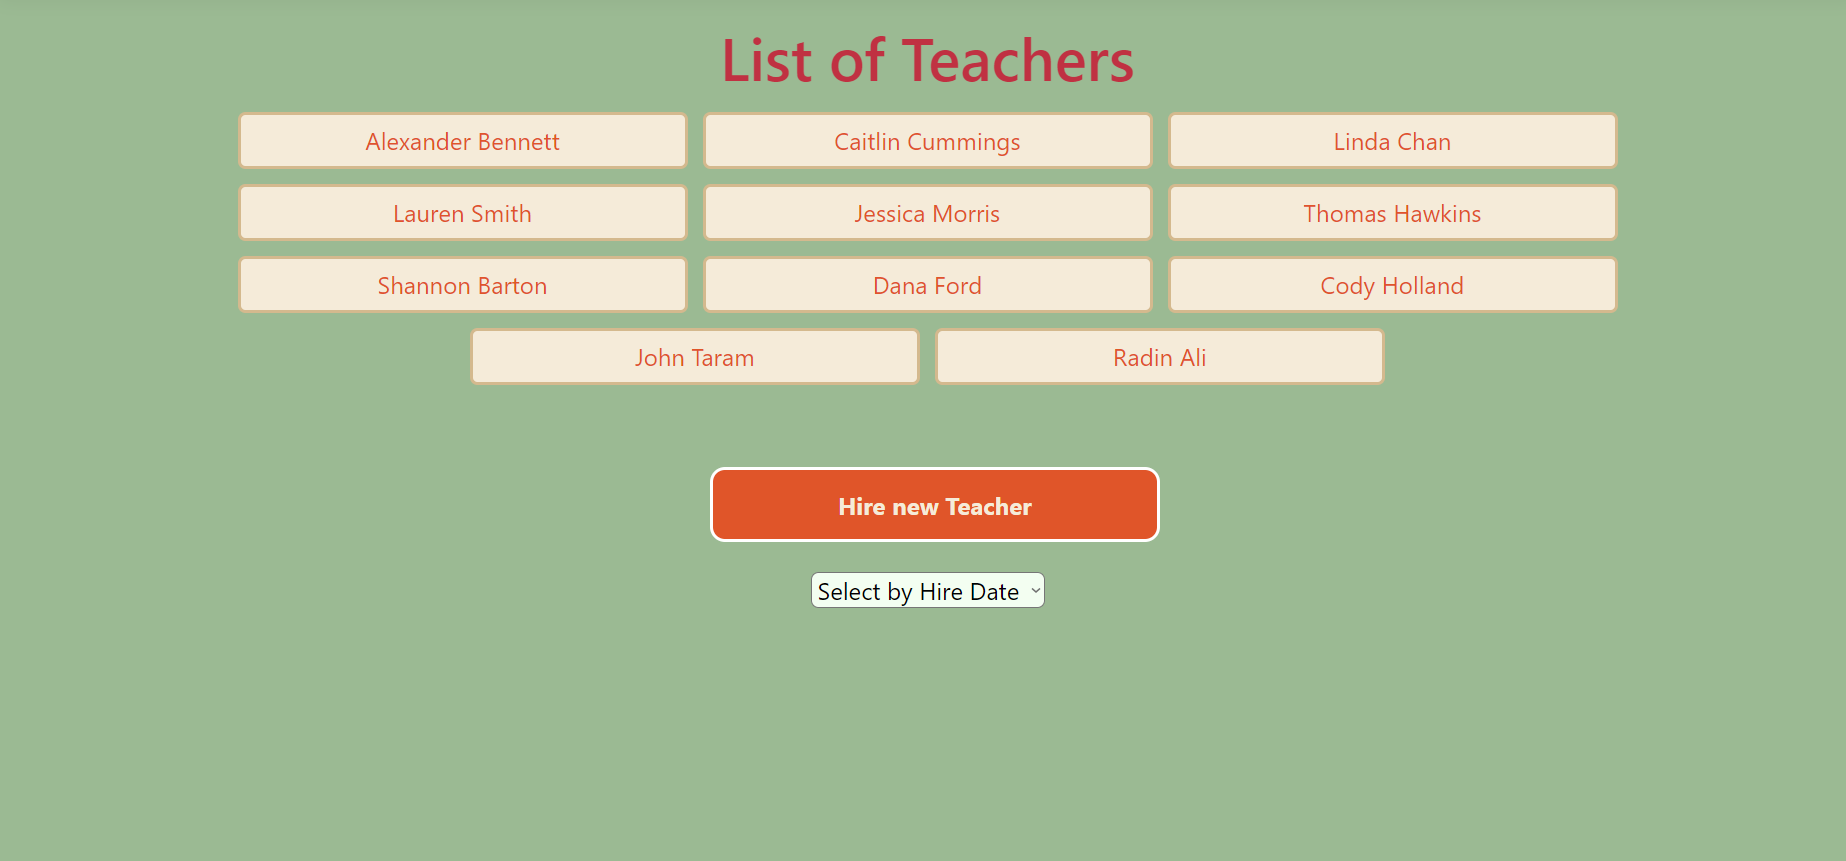 List of Teachers
Alexander Bennett
Caitlin Cummings
Linda Chan
Lauren Smith
Jessica Morris
Thomas Hawkins
Shannon Barton
Dana Ford
Cody Holland
John Taram
Radin Ali
Hire new Teacher
Select by Hire Date